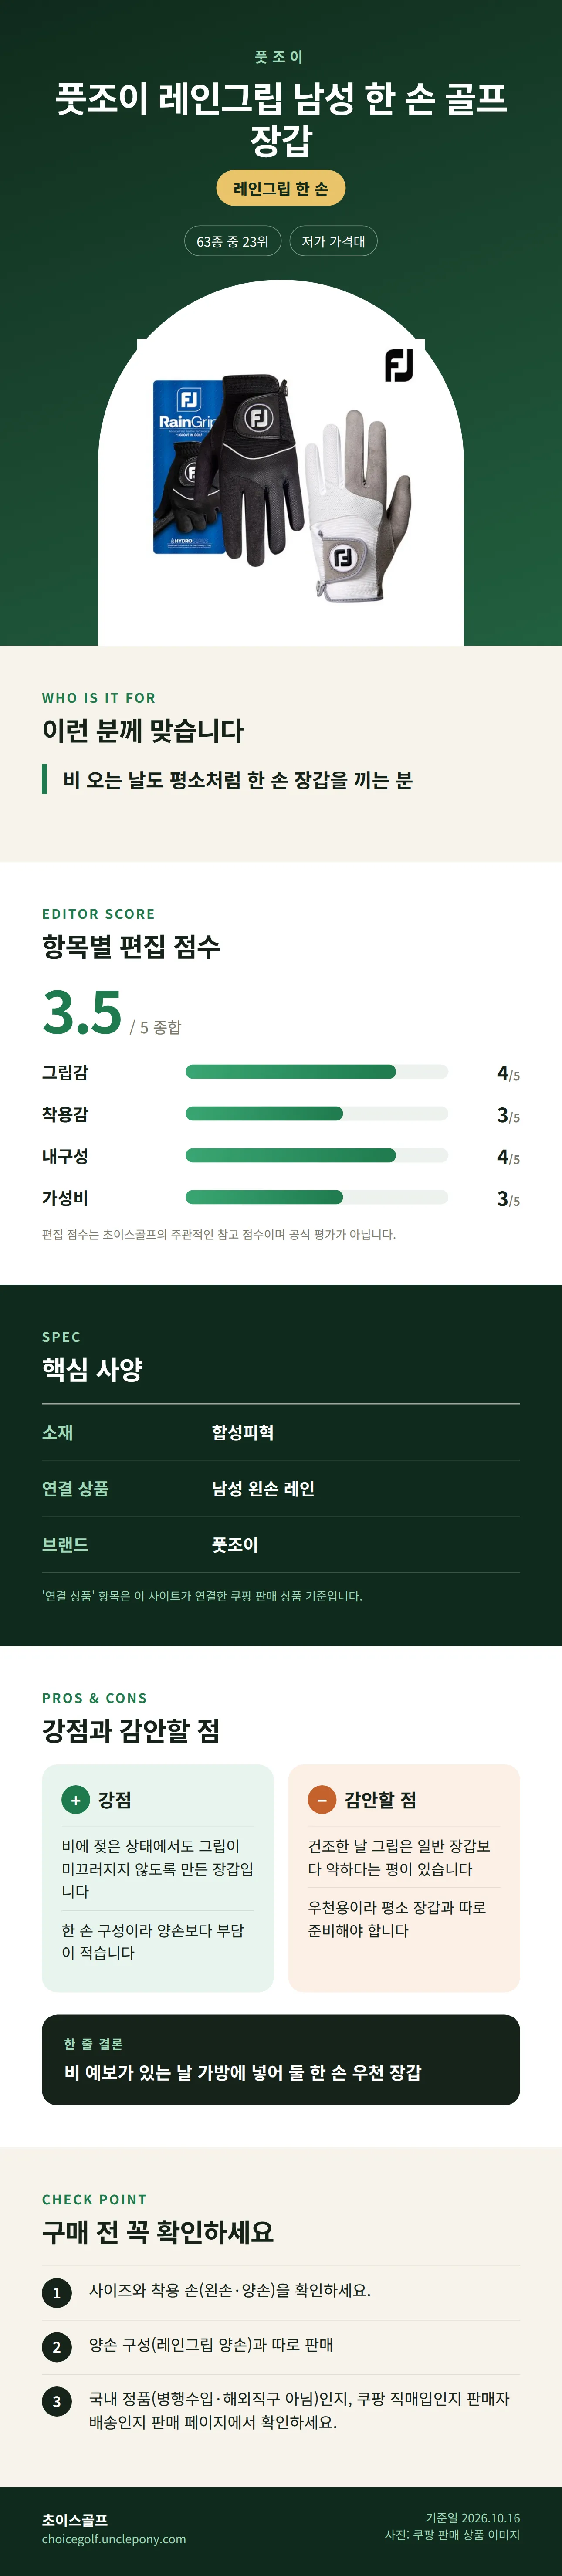 풋조이
풋조이 레인그립 남성 한 손 골프
장갑
레인그립 한 손
63종 중 23위
저가 가격대
FJ
FJ
RainGrip
FJ
HYDRO
FJ
WHO IS IT FOR
이런 분께 맞습니다
비 오는 날도 평소처럼 한 손 장갑을 끼는 분
EDITOR SCORE
항목별 편집 점수
3.5 / 5 종합
그립감 4/5
착용감 3/5
내구성 4/5
가성비 3/5
편집 점수는 초이스골프의 주관적인 참고 점수이며 공식 평가가 아닙니다.
SPEC
핵심 사양
소재 합성피혁
연결 상품 남성 왼손 레인
브랜드 풋조이
'연결 상품' 항목은 이 사이트가 연결한 쿠팡 판매 상품 기준입니다.
PROS & CONS
강점과 감안할 점
+ 강점
비에 젖은 상태에서도 그립이
미끄러지지 않도록 만든 장갑입
니다
한 손 구성이라 양손보다 부담
이 적습니다
− 감안할 점
건조한 날 그립은 일반 장갑보
다 약하다는 평이 있습니다
우천용이라 평소 장갑과 따로
준비해야 합니다
한 줄 결론
비 예보가 있는 날 가방에 넣어 둘 한 손 우천 장갑
CHECK POINT
구매 전 꼭 확인하세요
1 사이즈와 착용 손(왼손·양손)을 확인하세요.
2 양손 구성(레인그립 양손)과 따로 판매
3 국내 정품(병행수입·해외직구 아님)인지, 쿠팡 직매입인지 판매자
배송인지 판매 페이지에서 확인하세요.
초이스골프
choicegolf.unclepony.com
기준일 2026.10.16
사진: 쿠팡 판매 상품 이미지